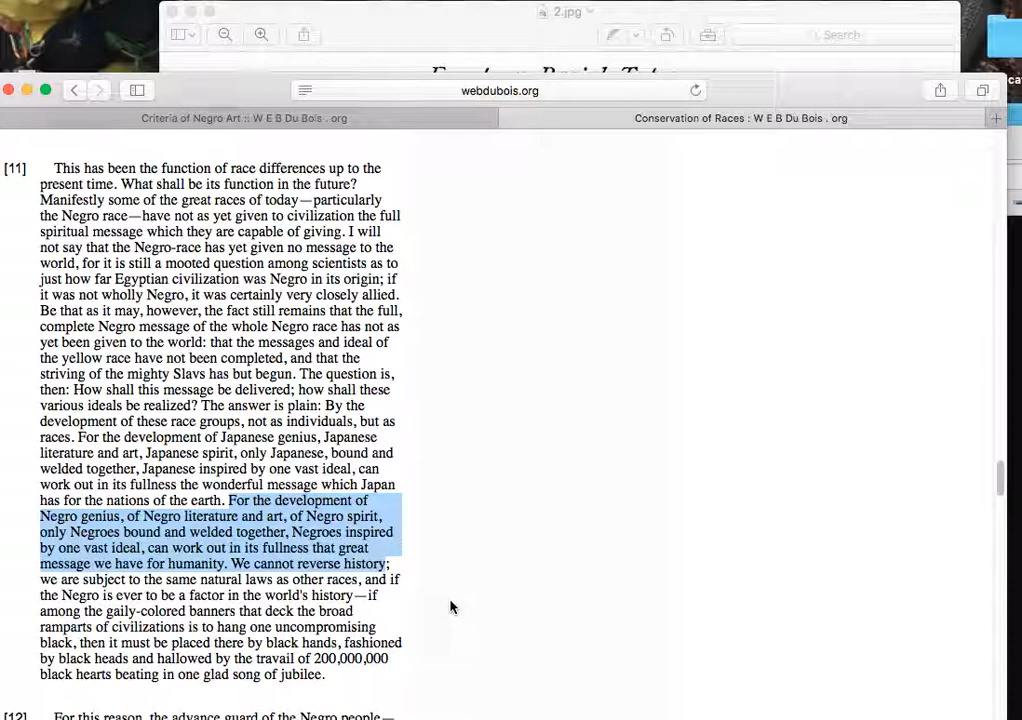 2.jpg
Search
webdubois.org
Criteria of Negro Art :: W E B Du Bois . org
Conservation of Races : W E B Du Bois . org
[11] This has been the function of race differences up to the
present time. What shall be its function in the future?
Manifestly some of the great races of today—particularly
the Negro race—have not as yet given to civilization the full
spiritual message which they are capable of giving. I will
not say that the Negro-race has yet given no message to the
world, for it is still a mooted question among scientists as to
just how far Egyptian civilization was Negro in its origin; if
it was not wholly Negro, it was certainly very closely allied.
Be that as it may, however, the fact still remains that the full,
complete Negro message of the whole Negro race has not as
yet been given to the world: that the messages and ideal of
the yellow race have not been completed, and that the
striving of the mighty Slavs has but begun. The question is,
then: How shall this message be delivered; how shall these
various ideals be realized? The answer is plain: By the
development of these race groups, not as individuals, but as
races. For the development of Japanese genius, Japanese
literature and art, Japanese spirit, only Japanese, bound and
welded together, Japanese inspired by one vast ideal, can
work out in its fullness the wonderful message which Japan
has for the nations of the earth. For the development of
Negro genius, of Negro literature and art, of Negro spirit,
only Negroes bound and welded together, Negroes inspired
by one vast ideal, can work out in its fullness that great
message we have for humanity. We cannot reverse history;
we are subject to the same natural laws as other races, and if
the Negro is ever to be a factor in the world's history—if
among the gaily-colored banners that deck the broad
ramparts of civilizations is to hang one uncompromising
black, then it must be placed there by black hands, fashioned
by black heads and hallowed by the travail of 200,000,000
black hearts beating in one glad song of jubilee.
[12] For this reason, the advance guard of the Negro people—